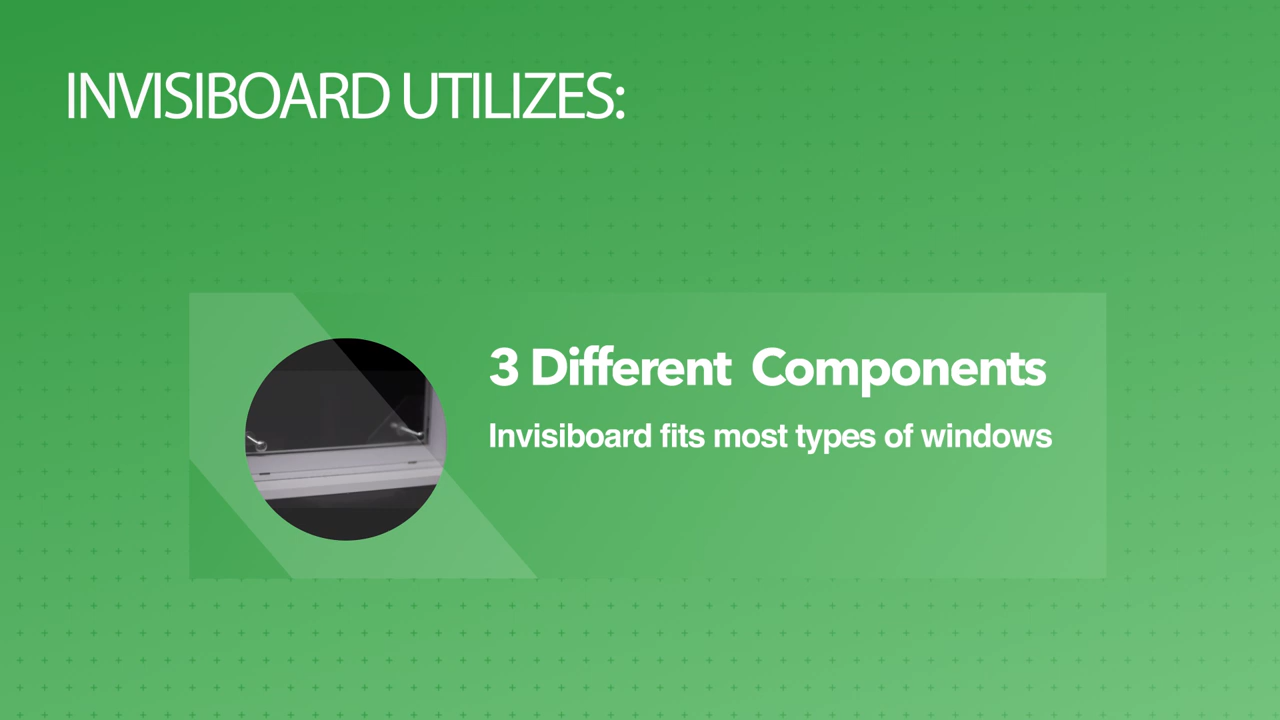 INVISIBOARD UTILIZES:
3 Different Components
Invisiboard fits most types of windows